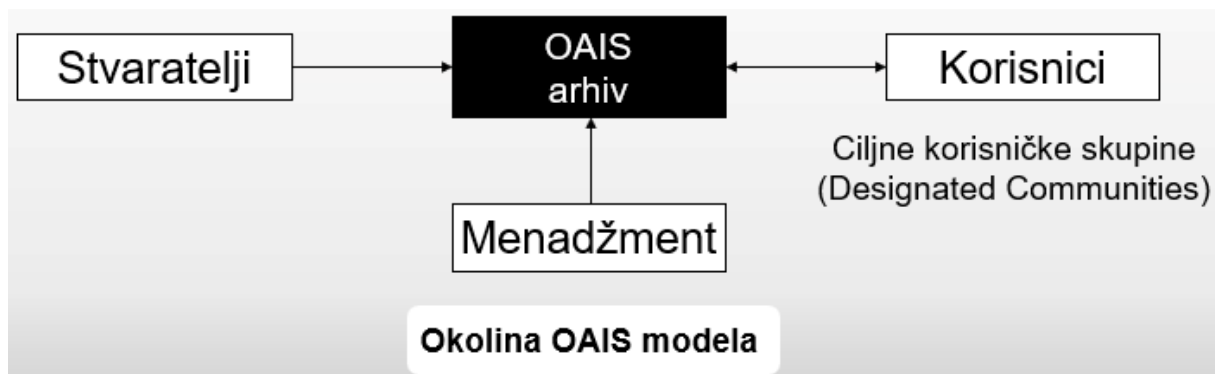 Stvaratelji
OAIS
arhiv
Korisnici
Ciljne korisničke skupine
(Designated Communities)
Menadžment
Okolina OAIS modela